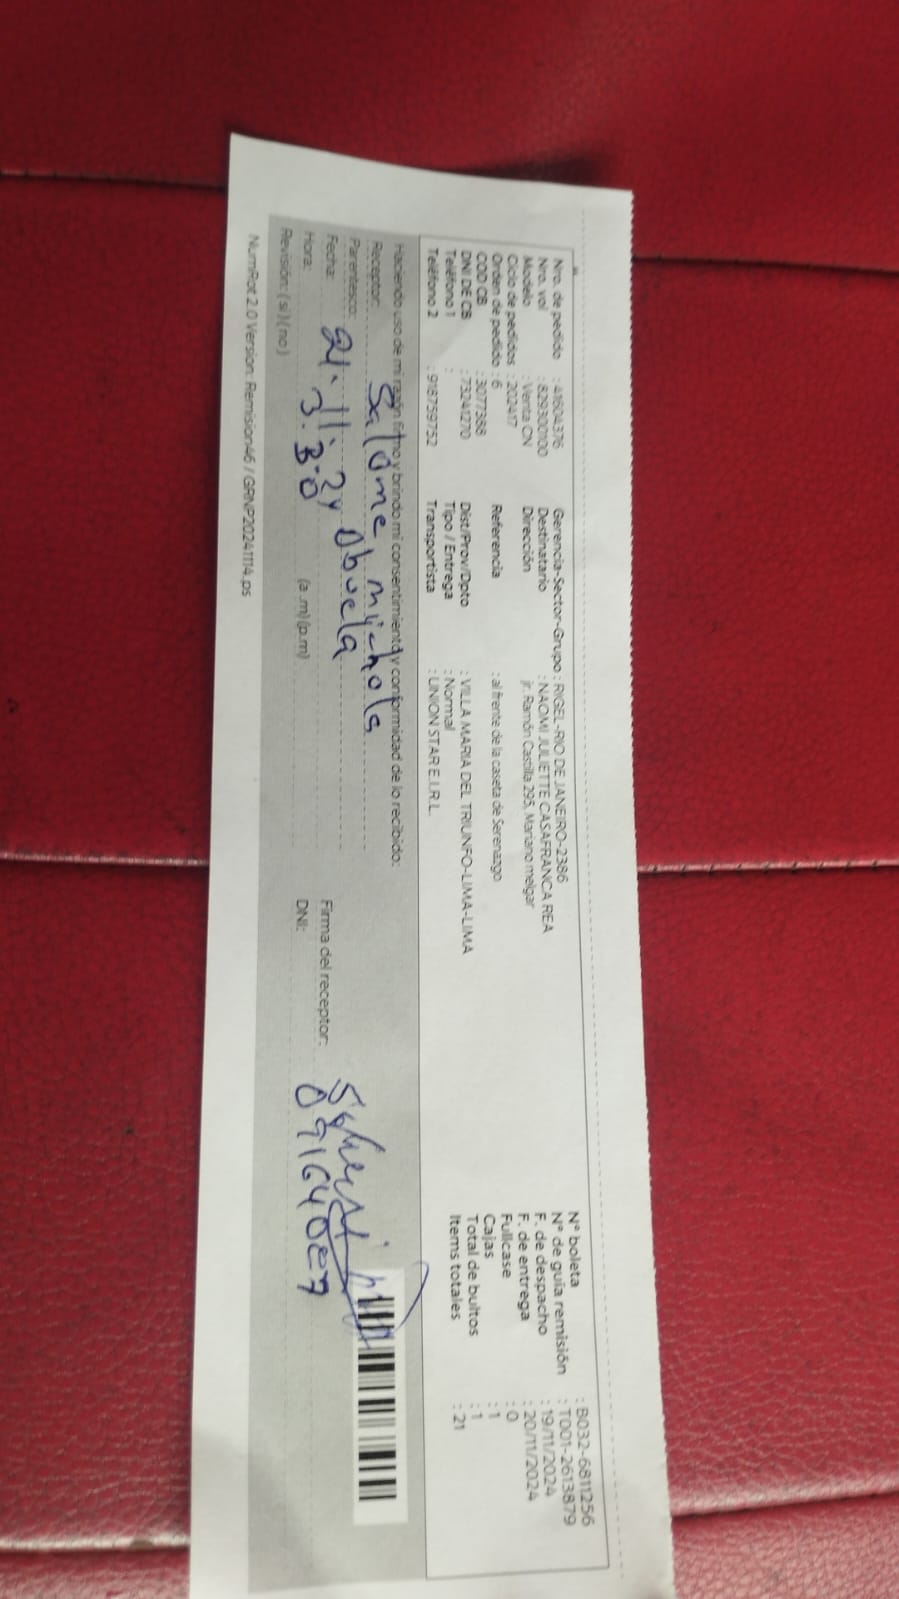 Nro. de pedido : 41604376
Nro. vol : 829300100
Modelo : Venta CN
Ciclo de pedidos : 202417
Orden de pedido : 6
COD CB : 3077388
DNI DE CB : 73241270
Teléfono 1 :
Teléfono 2 : 918759752
Gerencia-Sector-Grupo : RIGEL-RIO DE JANEIRO-2386
Destinatario : NAOMI JULIETTE CASAFRANCA REA
Dirección jr. Ramón Castilla 295, Mariano melgar
Referencia : al frente de la caseta de Serenazgo
Dist/Prov/Dpto : VILLA MARIA DEL TRIUNFO-LIMA-LIMA
Tipo / Entrega : Normal
Transportista : UNION STAR E.I.R.L.
Nº boleta : B032-6811256
Nº de guía remisión : T001-2613879
F. de despacho : 19/11/2024
F. de entrega : 20/11/2024
Fullcase : 0
Cajas : 1
Total de bultos : 1
Items totales : 21
Haciendo uso de mi razón firmo y brindo mi consentimiento y conformidad de lo recibido:
Receptor: Salome
Parentesco: Abuela
Fecha: 21.11.24
Hora: 3.30 (a.m) (p.m)
Firma del receptor:
DNI:
Revisión: ( si ) ( no )
NumRot 2.0 Version: Remision46 / GRNP20241114.ps